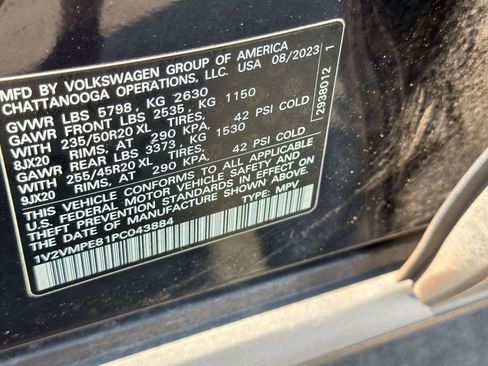 MFD BY VOLKSWAGEN GROUP OF AMERICA
CHATTANOOGA OPERATIONS, LLC. USA 08/2023
GVWR LBS 5798, KG 2630
GAWR FRONT LBS 2535, KG 1150
WITH 235/50R20 XL TIRES,
8JX20 RIMS, AT 290 KPA, 42 PSI COLD
GAWR REAR LBS 3373, KG 1530
WITH 255/45R20 XL TIRES,
9JX20 RIMS, AT 290 KPA, 42 PSI COLD
THIS VEHICLE CONFORMS TO ALL APPLICABLE
FEDERAL MOTOR VEHICLE SAFETY AND
THEFT PREVENTION STANDARDS IN EFFECT
ON THE DATE OF MANUFACTURE SHOWN ABOVE.
1V2VMPE81PC043884 TYPE: MPV
2938012 1